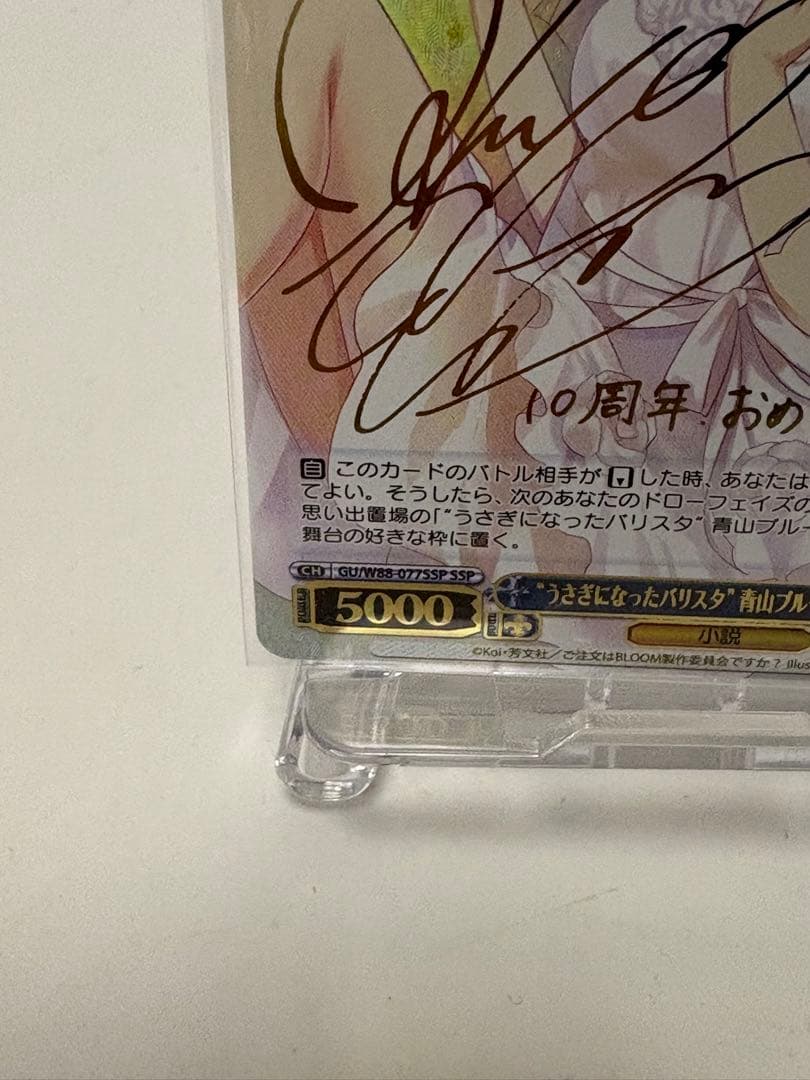 10周年.おめ
自 このカードのバトル相手が した時、あなたは
てよい。そうしたら、次のあなたのドローフェイズの
思い出置場の「“うさぎになったバリスタ” 青山ブルー
舞台の好きな枠に置く。
CH GU/W88-077SSP SSP
POWER 5000
“うさぎになったバリスタ” 青山ブル
小説
©Koi・芳文社/ご注文はBLOOM製作委員会ですか? illus